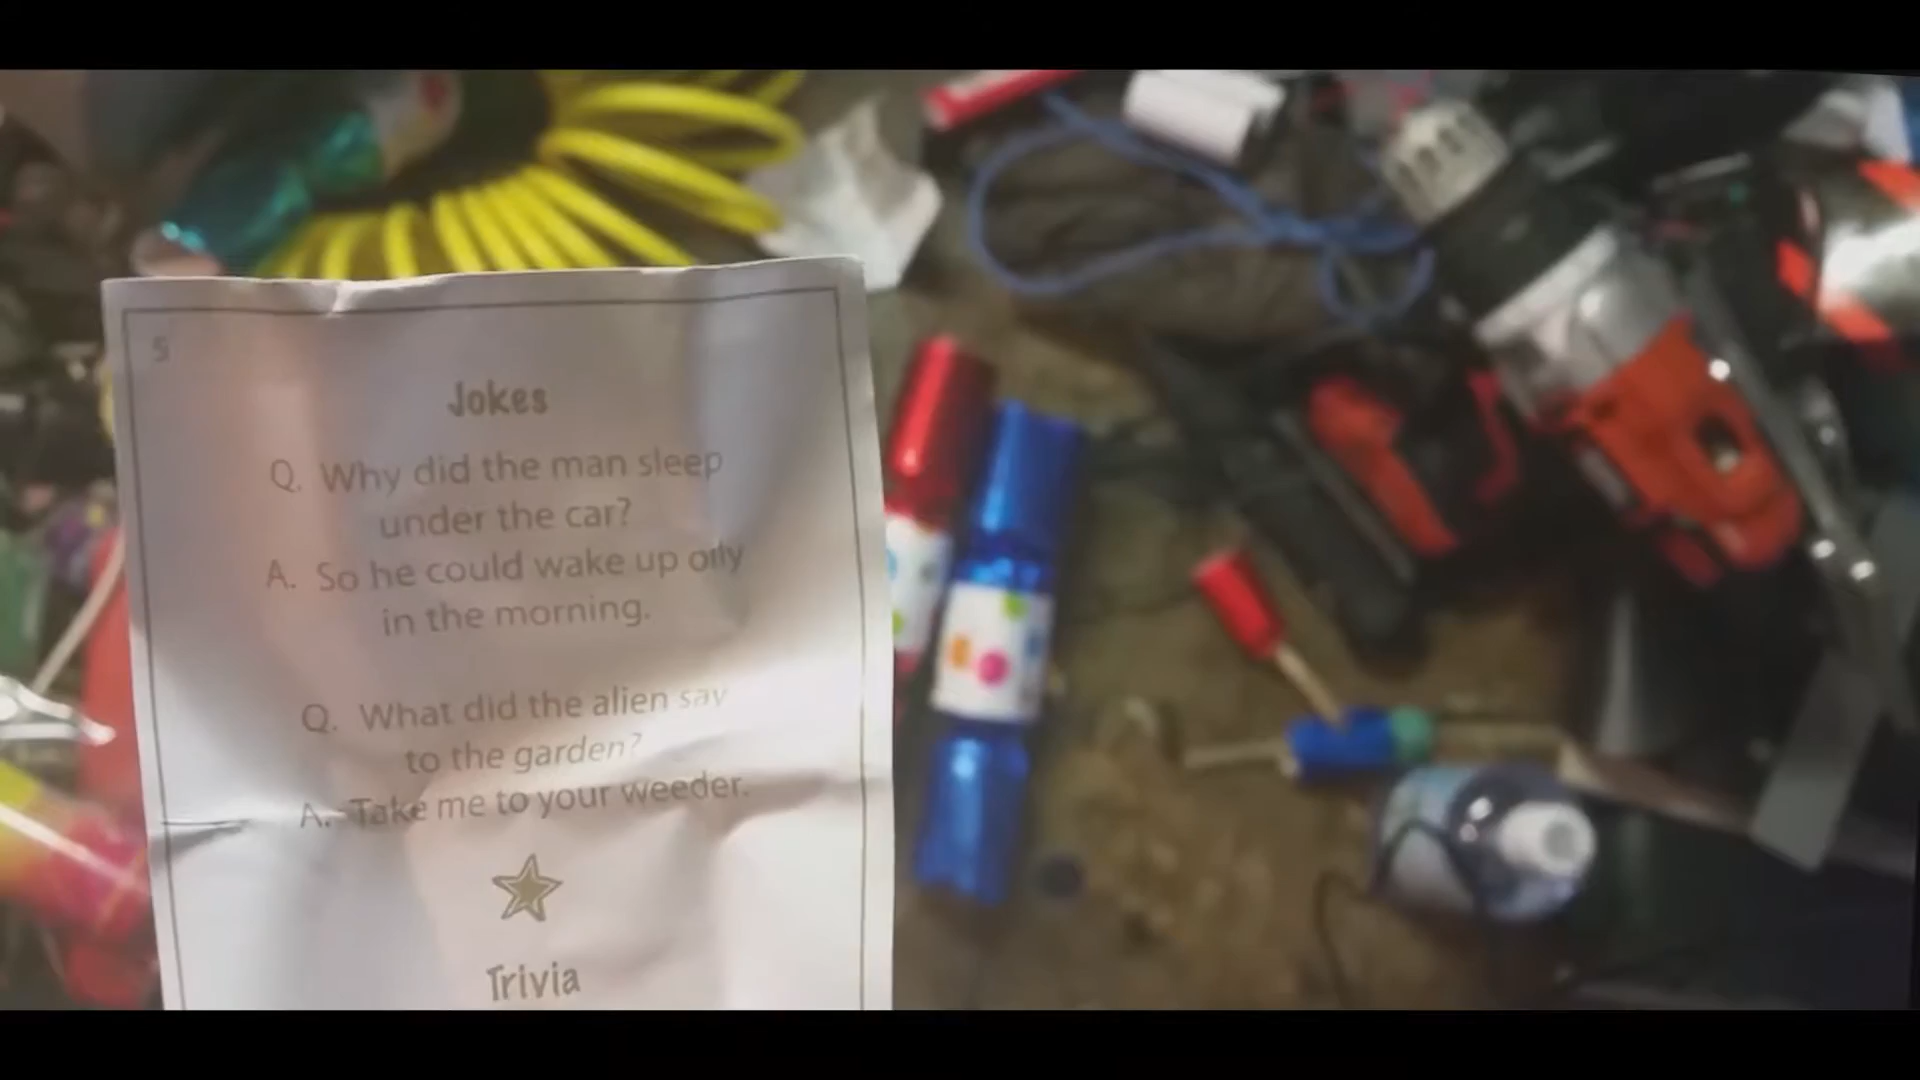 5
Jokes
Q. Why did the man sleep
under the car?
A. So he could wake up oily
in the morning.
Q. What did the alien say
to the garden?
A. Take me to your weeder.
Trivia